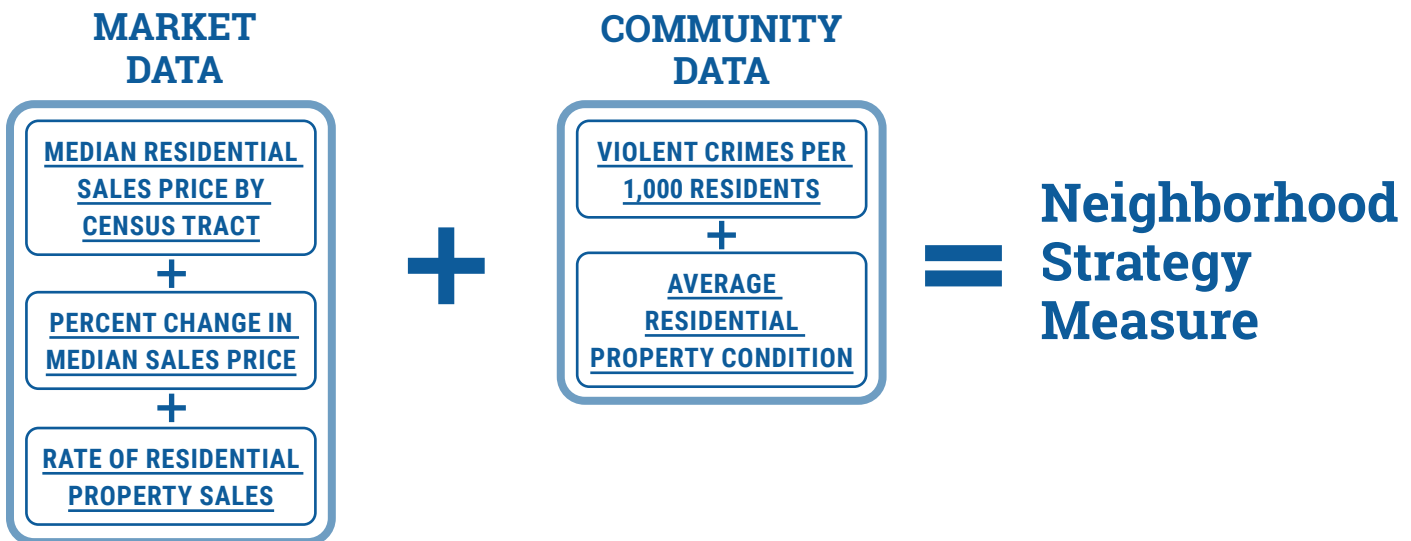 MARKET
DATA
MEDIAN RESIDENTIAL
SALES PRICE BY
CENSUS TRACT
+
PERCENT CHANGE IN
MEDIAN SALES PRICE
+
RATE OF RESIDENTIAL
PROPERTY SALES
+
COMMUNITY
DATA
VIOLENT CRIMES PER
1,000 RESIDENTS
+
AVERAGE
RESIDENTIAL
PROPERTY CONDITION
=
Neighborhood
Strategy
Measure